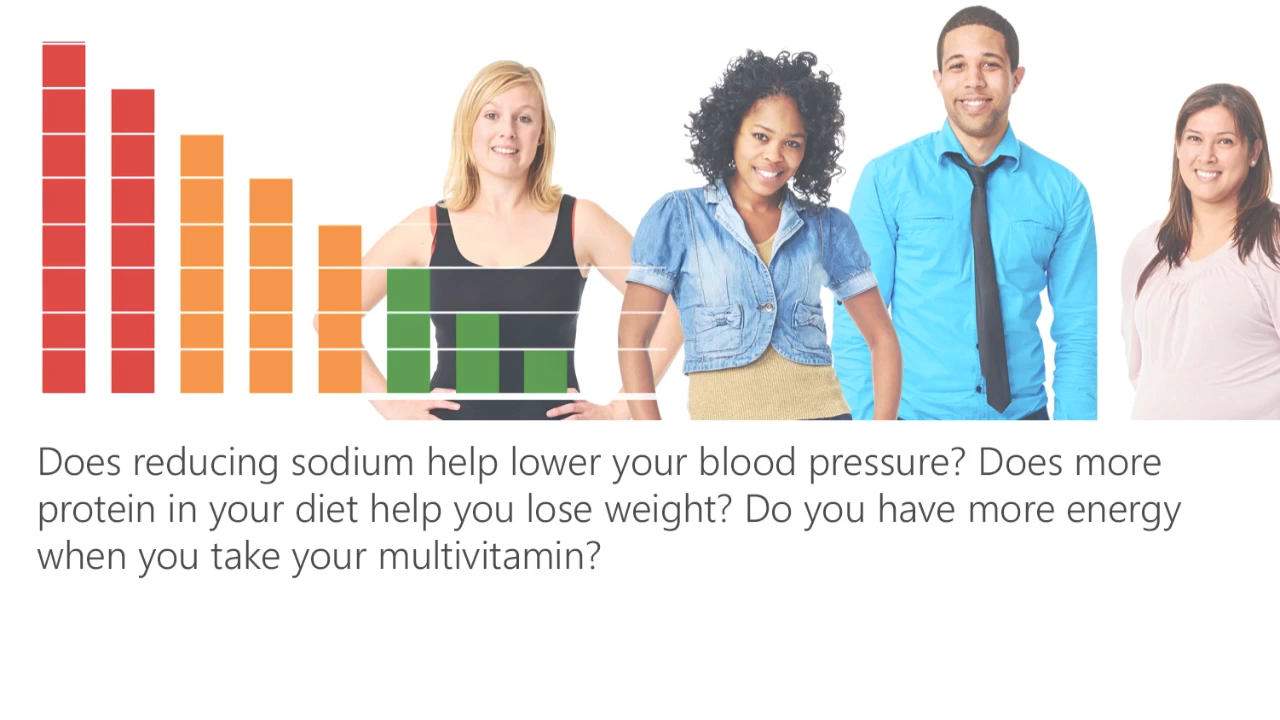 Does reducing sodium help lower your blood pressure? Does more
protein in your diet help you lose weight? Do you have more energy
when you take your multivitamin?